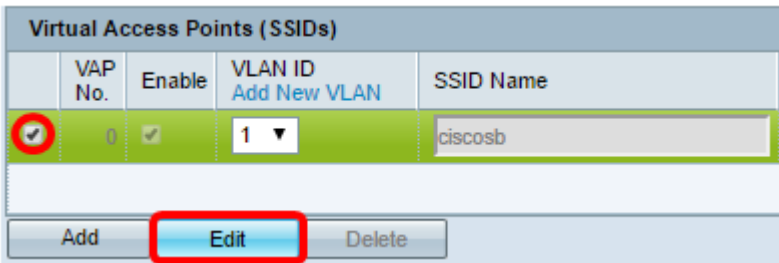 Virtual Access Points (SSIDs)
VAP No. Enable VLAN ID SSID Name
Add New VLAN
0 1 ciscosb
Add Edit Delete